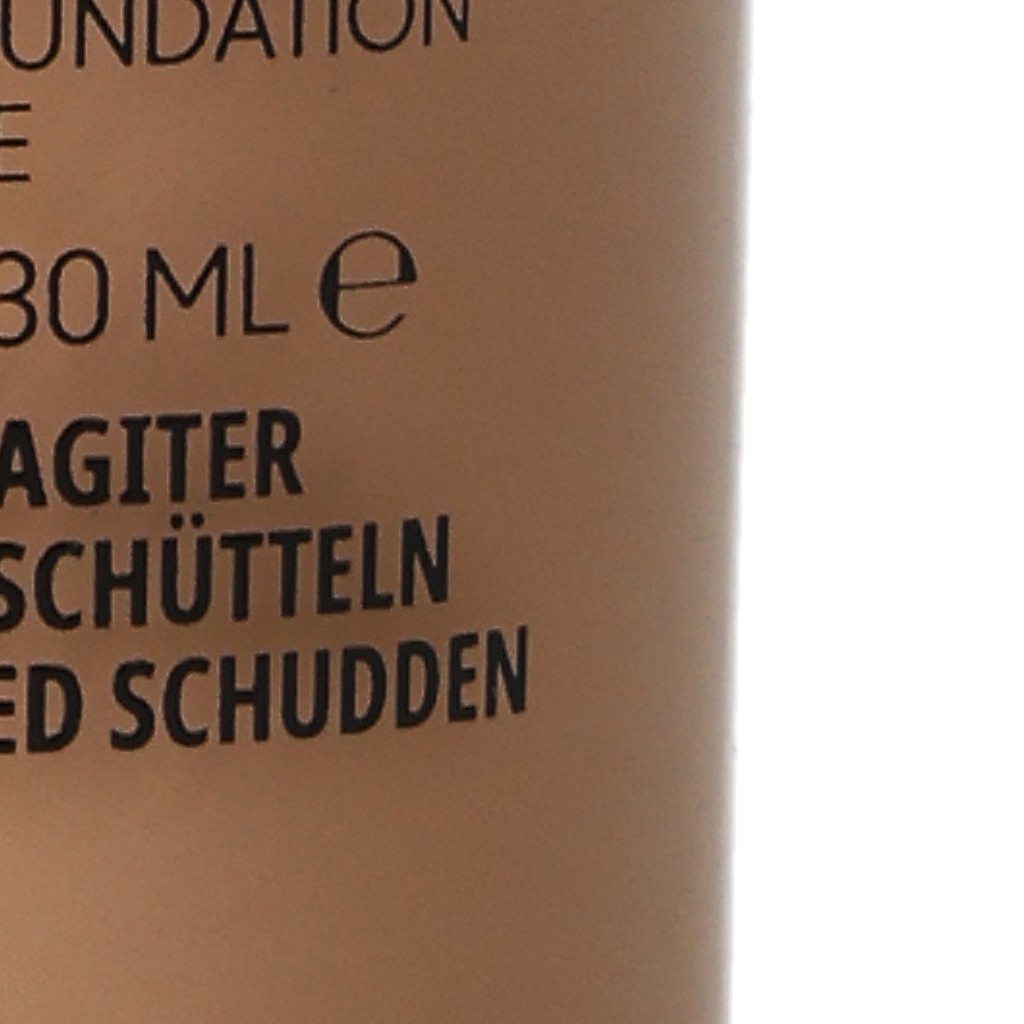 UNDATION
E
30 ML ℮
AGITER
SCHÜTTELN
ED SCHUDDEN